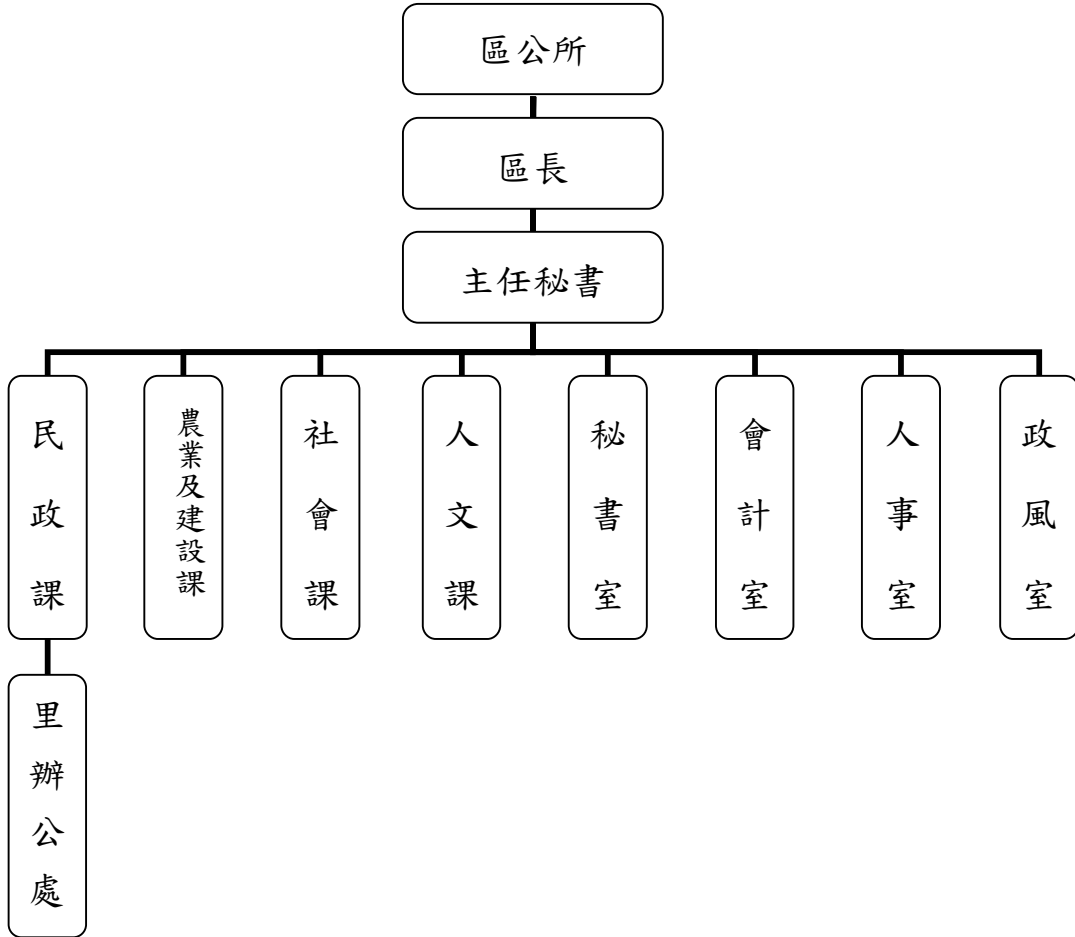 區公所
區長
主任秘書
民政課
農業及建設課
社會課
人文課
秘書室
會計室
人事室
政風室
里辦公處